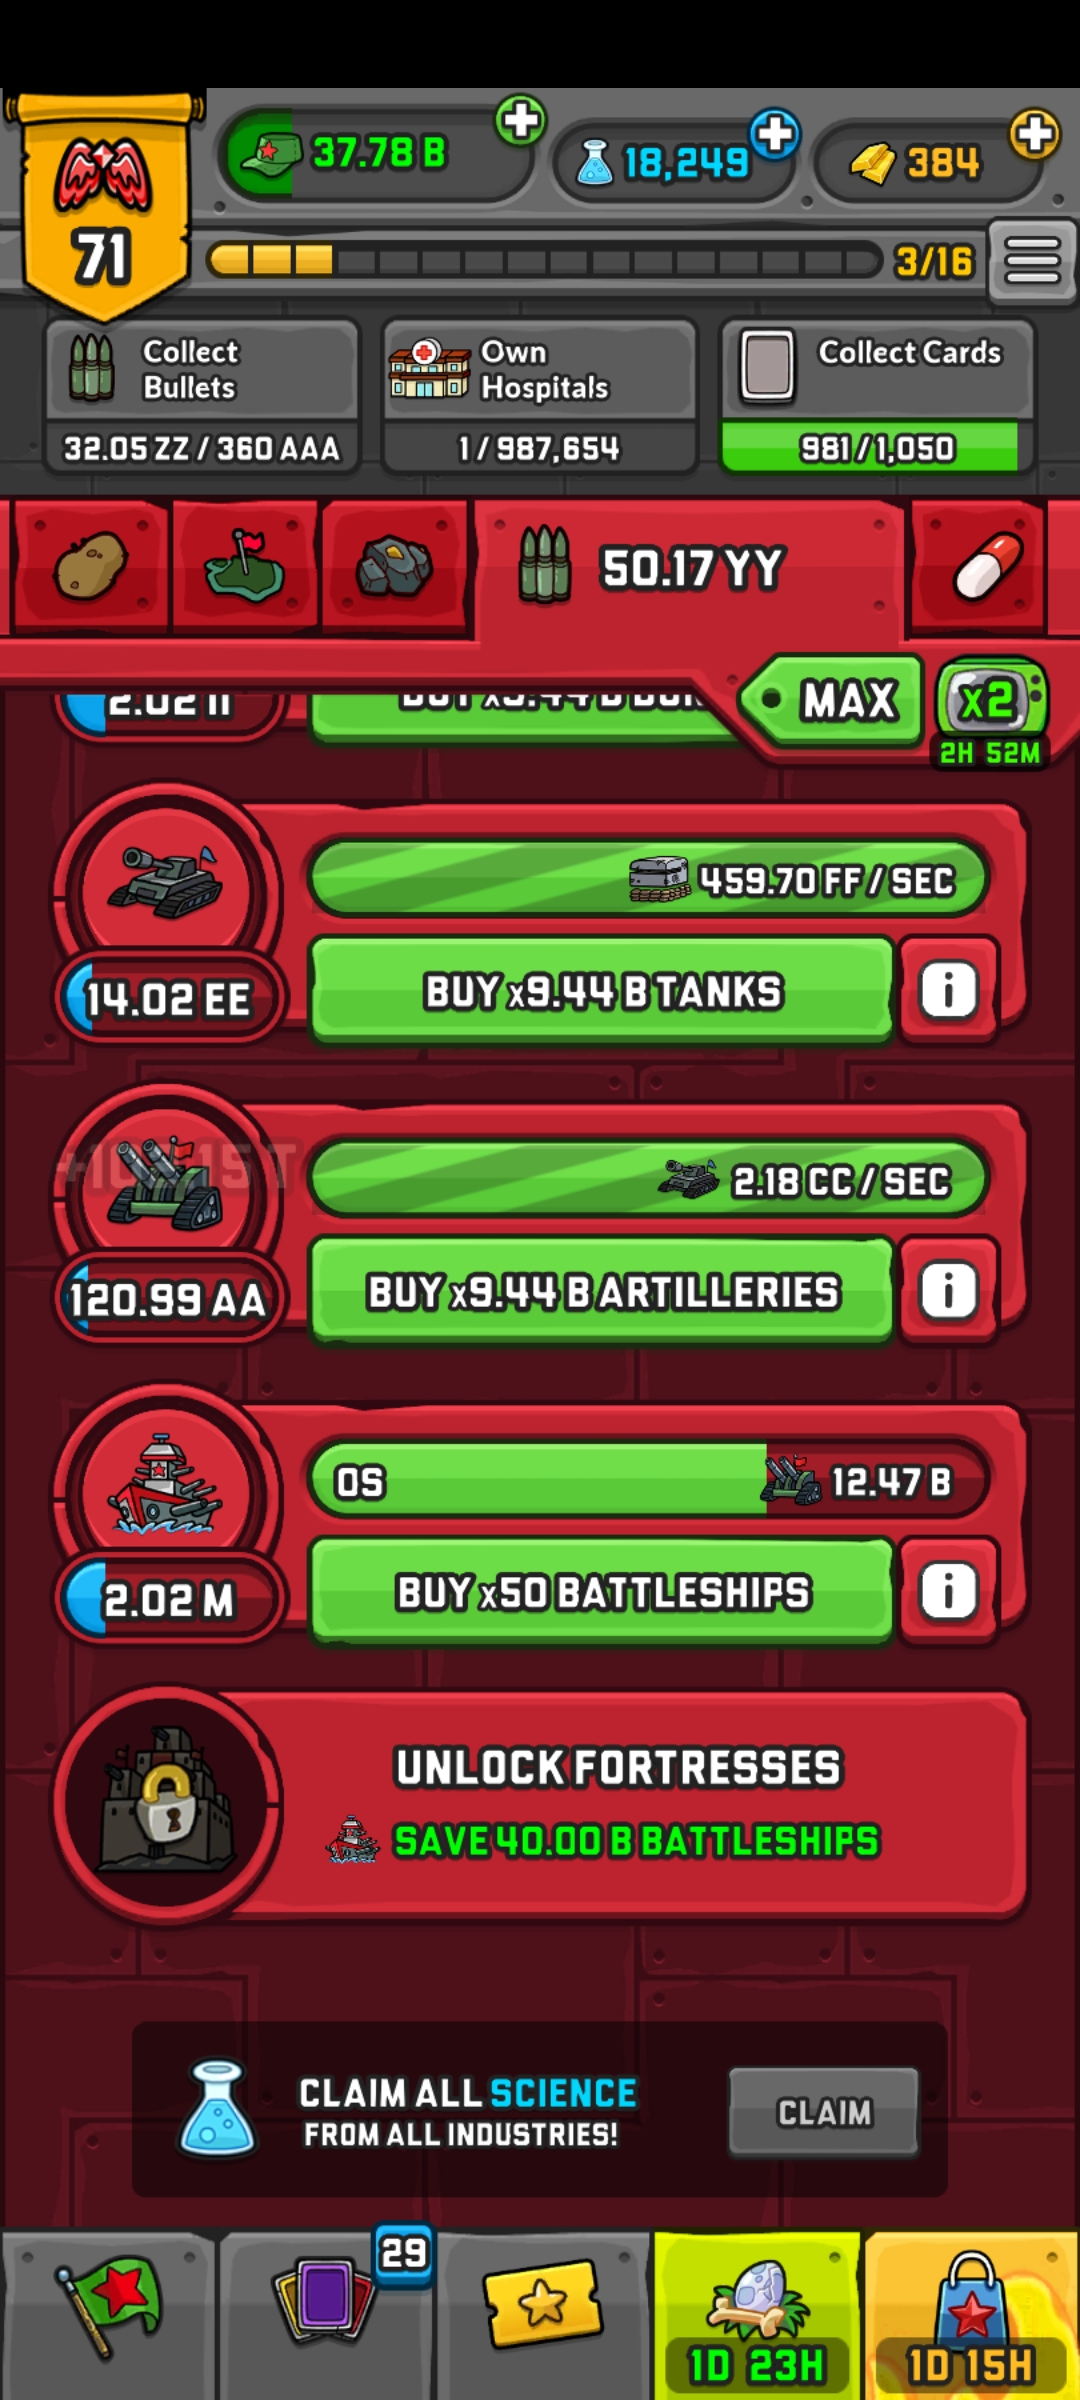 37.78 B
18,249
384
71
3/16
Collect
Bullets
32.05 ZZ / 360 AAA
Own
Hospitals
1 / 987,654
Collect Cards
981 / 1,050
50.17 YY
MAX
x2
2H 52M
459.70 FF / SEC
14.02 EE
BUY x9.44 B TANKS
i
2.18 CC / SEC
120.99 AA
BUY x9.44 B ARTILLERIES
i
0S
12.47 B
2.02 M
BUY x50 BATTLESHIPS
i
UNLOCK FORTRESSES
SAVE 40.00 B BATTLESHIPS
CLAIM ALL SCIENCE
FROM ALL INDUSTRIES!
CLAIM
29
1D 23H
1D 15H